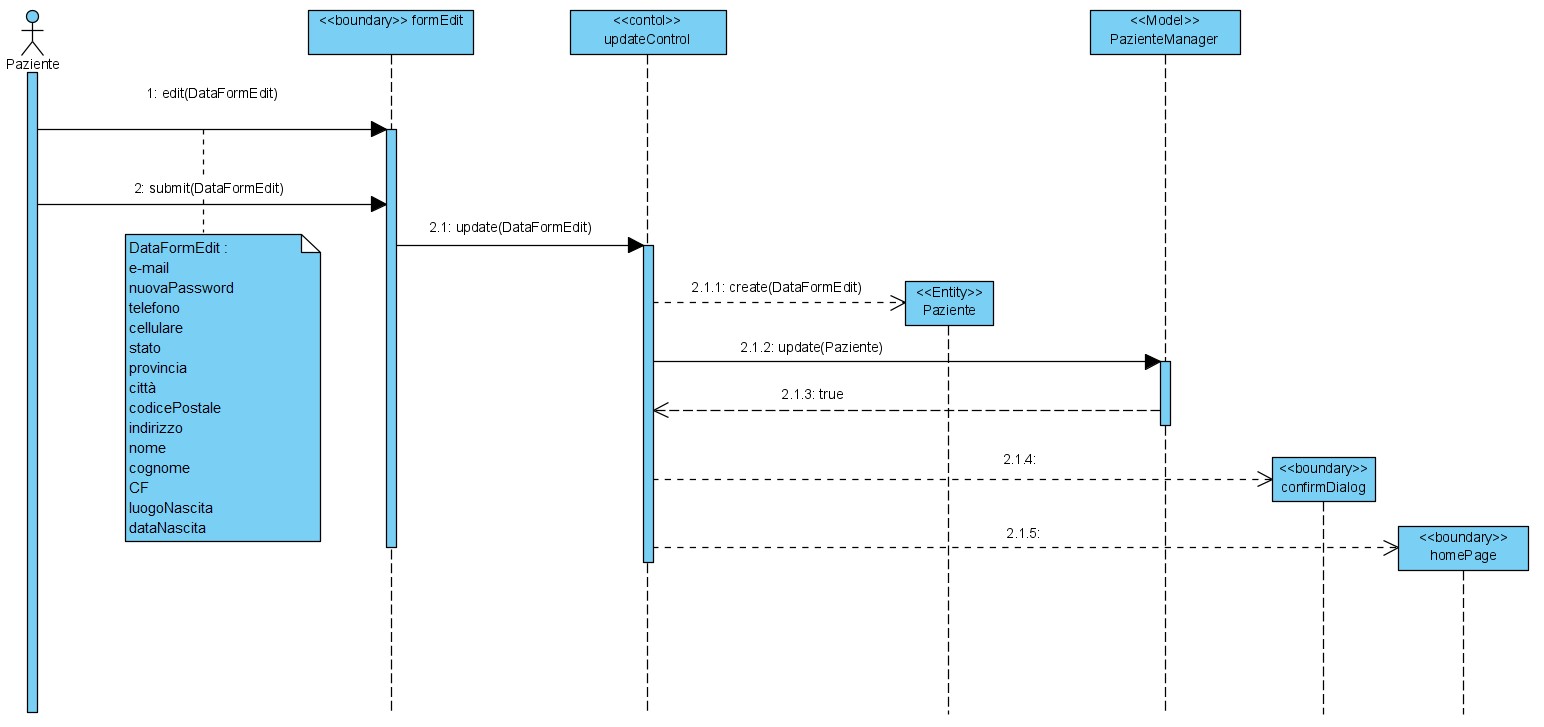 Paziente
<<boundary>> formEdit
<<contol>>
updateControl
<<Model>>
PazienteManager
1: edit(DataFormEdit)
2: submit(DataFormEdit)
2.1: update(DataFormEdit)
DataFormEdit :
e-mail
nuovaPassword
telefono
cellulare
stato
provincia
città
codicePostale
indirizzo
nome
cognome
CF
luogoNascita
dataNascita
2.1.1: create(DataFormEdit)
<<Entity>>
Paziente
2.1.2: update(Paziente)
2.1.3: true
2.1.4:
<<boundary>>
confirmDialog
2.1.5:
<<boundary>>
homePage